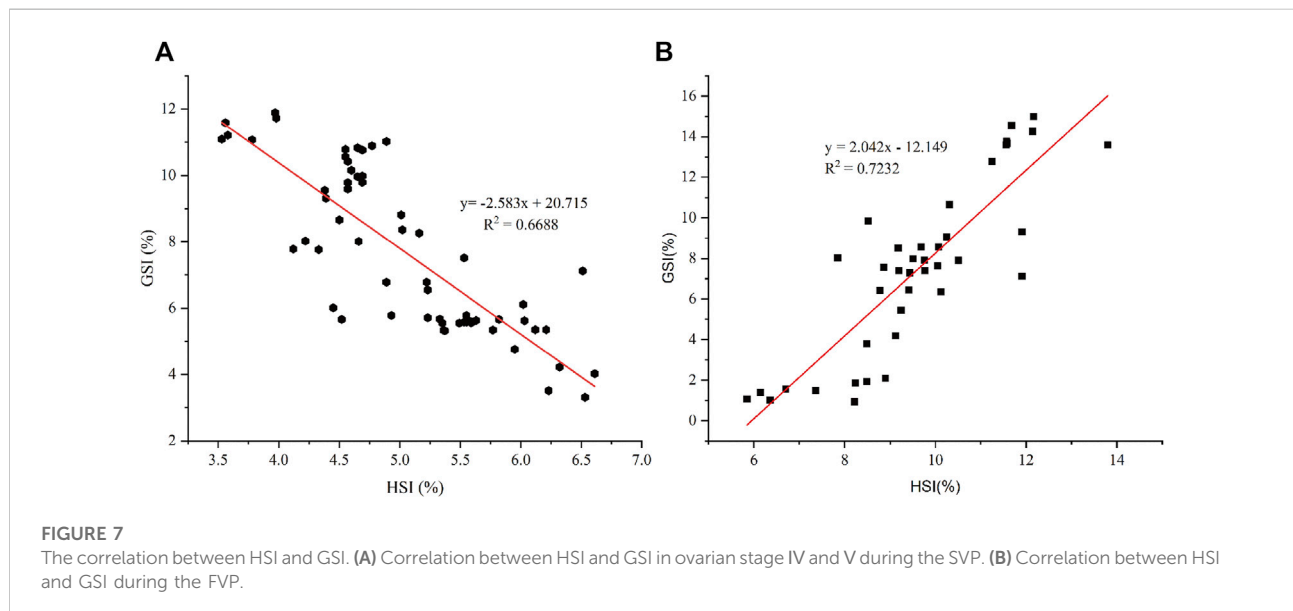 A
GSI (%)
12
10
8
6
4
2
y= -2.583x + 20.715
R² = 0.6688
3.5 4.0 4.5 5.0 5.5 6.0 6.5 7.0
HSI (%)
B
GSI(%)
16
14
12
10
8
6
4
2
0
y = 2.042x - 12.149
R² = 0.7232
6 8 10 12 14
HSI(%)
FIGURE 7
The correlation between HSI and GSI. (A) Correlation between HSI and GSI in ovarian stage IV and V during the SVP. (B) Correlation between HSI
and GSI during the FVP.